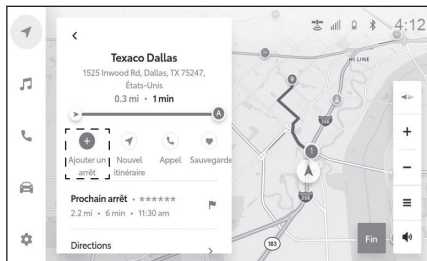 4:12
Texaco Dallas
1525 Inwood Rd, Dallas, TX 75247,
États-Unis
0.3 mi • 1 min
A
Ajouter un arrêt
Nouvel itinéraire
Appel
Sauvegarde
Prochain arrêt • ******
2.2 mi • 6 min • 11:30 am
Directions
HI LINE
1
183
Fin